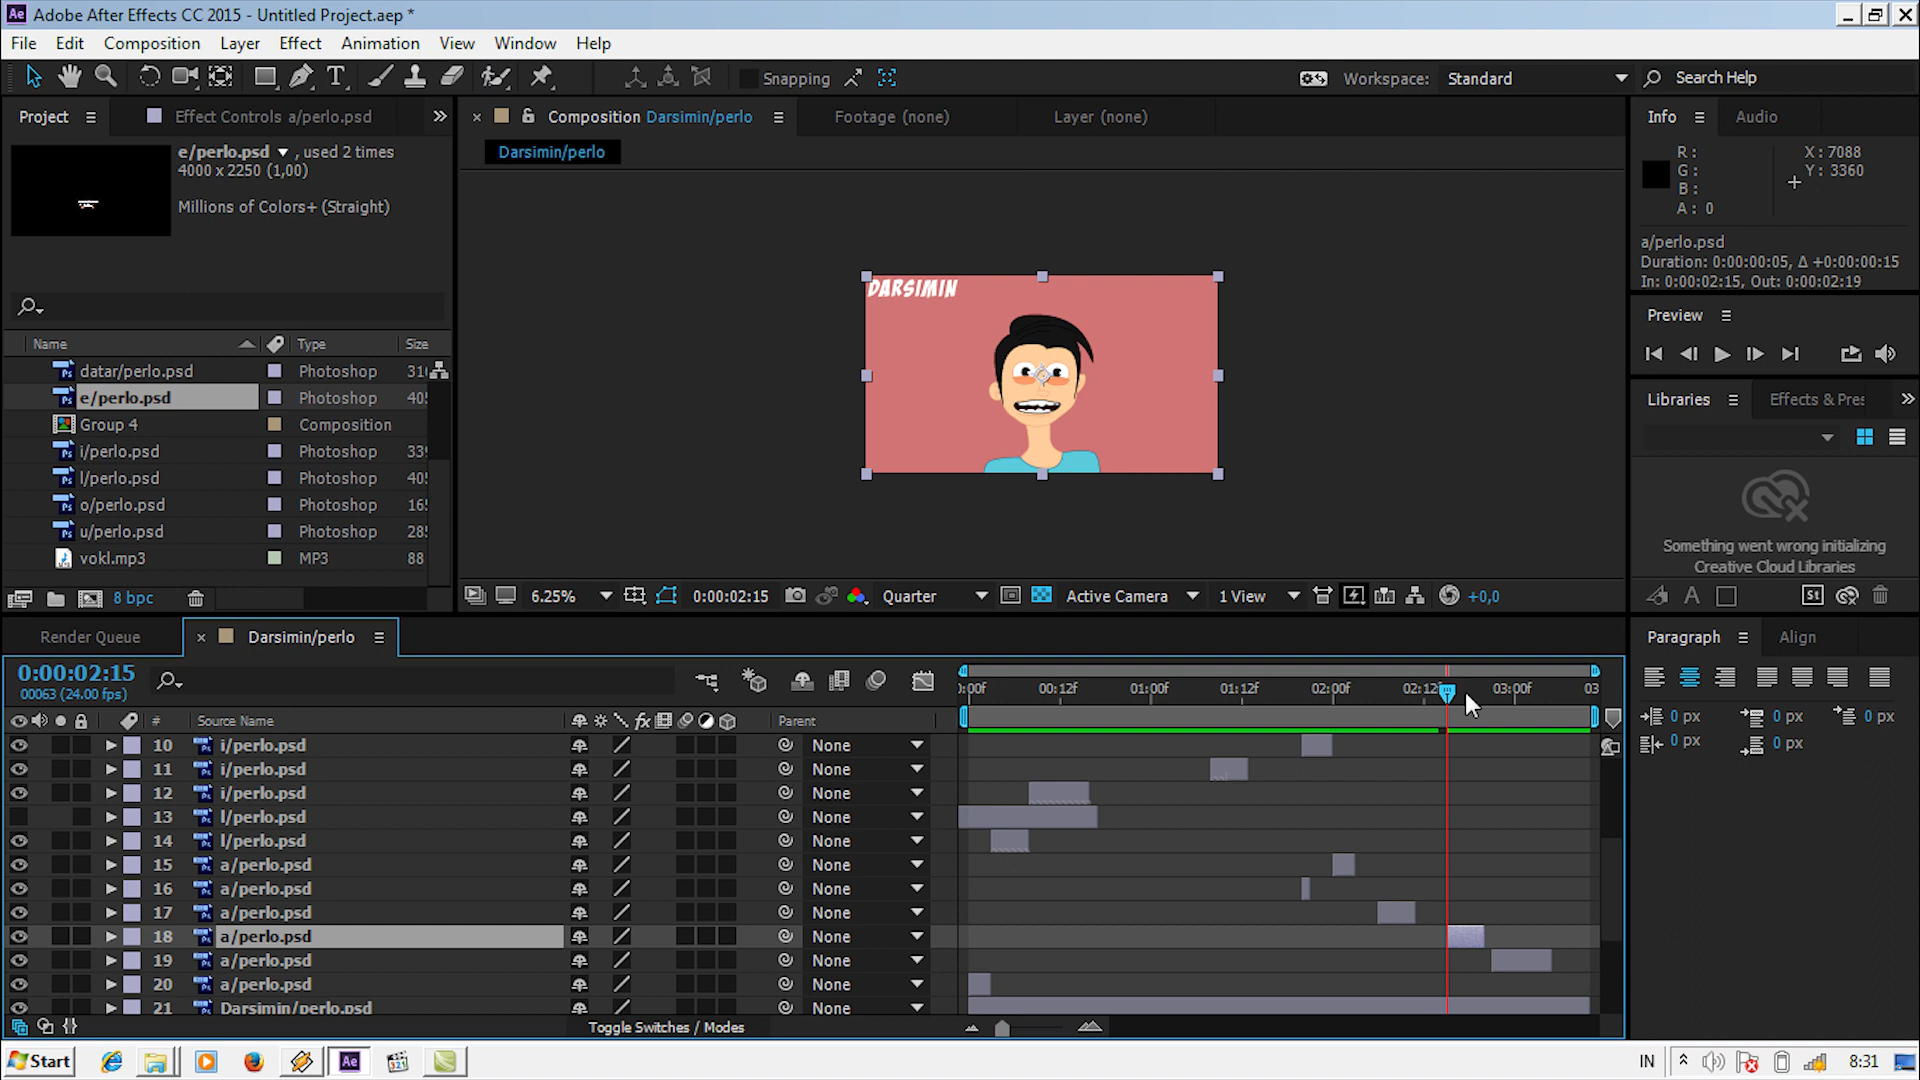 Adobe After Effects CC 2015 - Untitled Project.aep *
File Edit Composition Layer Effect Animation View Window Help
Snapping
Workspace: Standard
Search Help
Project
Effect Controls a/perlo.psd
Composition Darsimin/perlo
Footage (none)
Layer (none)
Info
Audio
e/perlo.psd , used 2 times
4000 x 2250 (1,00)
Millions of Colors+ (Straight)
Darsimin/perlo
R:
G:
B:
A: 0
X: 7088
Y: 3360
a/perlo.psd
Duration: 0:00:00:05, Δ +0:00:00:15
In: 0:00:02:15, Out: 0:00:02:19
DARSIMIN
Preview
Name Type Size
datar/perlo.psd Photoshop 310
e/perlo.psd Photoshop 405
Group 4 Composition
i/perlo.psd Photoshop 339
l/perlo.psd Photoshop 405
o/perlo.psd Photoshop 165
u/perlo.psd Photoshop 285
vokl.mp3 MP3 88
8 bpc
Libraries
Effects & Pres
Something went wrong initializing
Creative Cloud Libraries
6.25%
0:00:02:15
Quarter
Active Camera
1 View
+0,0
St
Render Queue
Darsimin/perlo
Paragraph
Align
0:00:02:15
00063 (24.00 fps)
):00f 00:12f 01:00f 01:12f 02:00f 02:12f 03:00f 03
# Source Name Parent
0 px 0 px 0 px
0 px 0 px
10 i/perlo.psd None
11 i/perlo.psd None
12 i/perlo.psd None
13 l/perlo.psd None
14 l/perlo.psd None
15 a/perlo.psd None
16 a/perlo.psd None
17 a/perlo.psd None
18 a/perlo.psd None
19 a/perlo.psd None
20 a/perlo.psd None
21 Darsimin/perlo.psd None
Toggle Switches / Modes
Start
Ae
321
IN
8:31